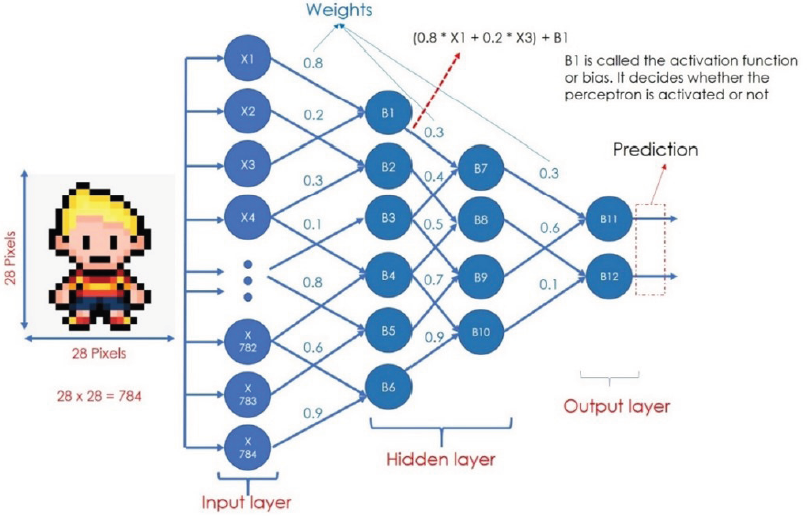 Weights
(0.8 * X1 + 0.2 * X3) + B1
B1 is called the activation function
or bias. It decides whether the
perceptron is activated or not
Prediction
X1
X2
X3
X4
X
782
X
783
X
784
0.8
0.2
0.3
0.1
0.8
0.6
0.9
B1
B2
B3
B4
B5
B6
0.3
0.4
0.5
0.7
0.9
B7
B8
B9
B10
0.3
0.6
0.1
B11
B12
28 Pixels
28 Pixels
28 x 28 = 784
Input layer
Hidden layer
Output layer